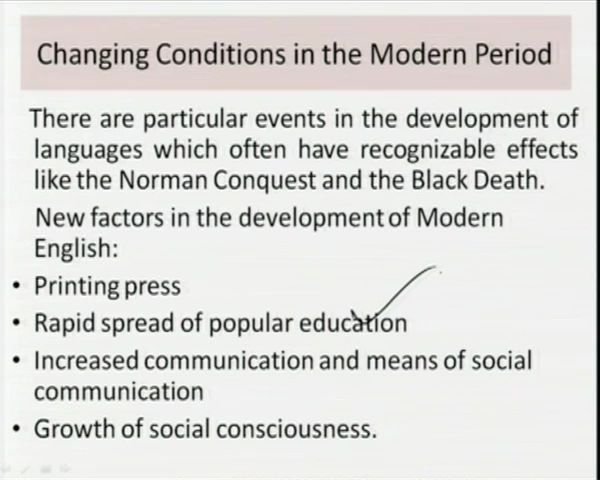 Changing Conditions in the Modern Period
There are particular events in the development of
languages which often have recognizable effects
like the Norman Conquest and the Black Death.
New factors in the development of Modern
English:
• Printing press
• Rapid spread of popular education
• Increased communication and means of social
communication
• Growth of social consciousness.